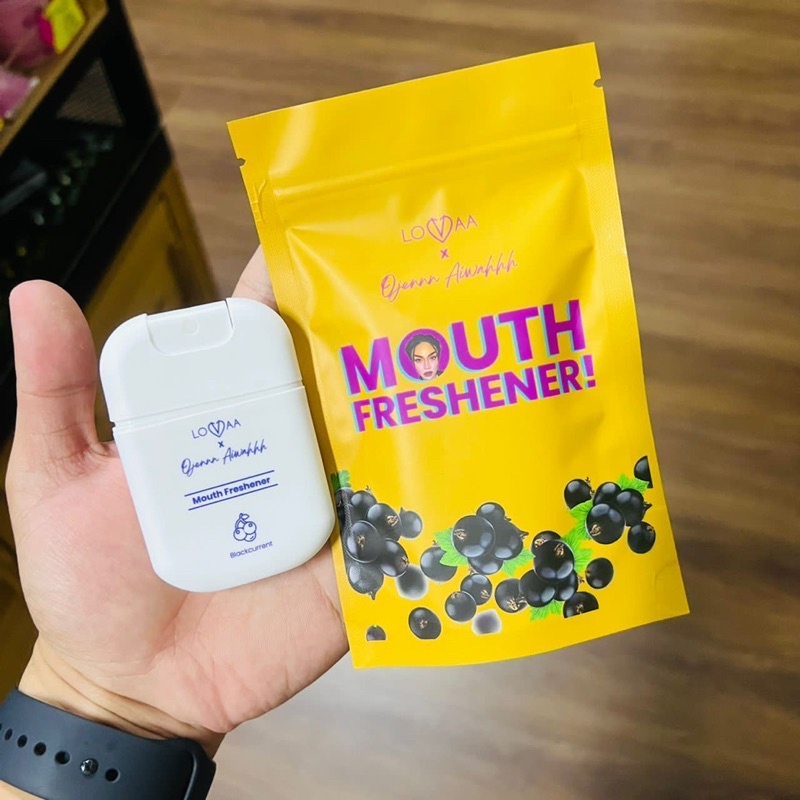 LOVAA
x
Ojennn Aiwahhh
MOUTH
FRESHENER!
LOVAA
x
Ojennn Aiwahhh
Mouth Freshener
Blackcurrent